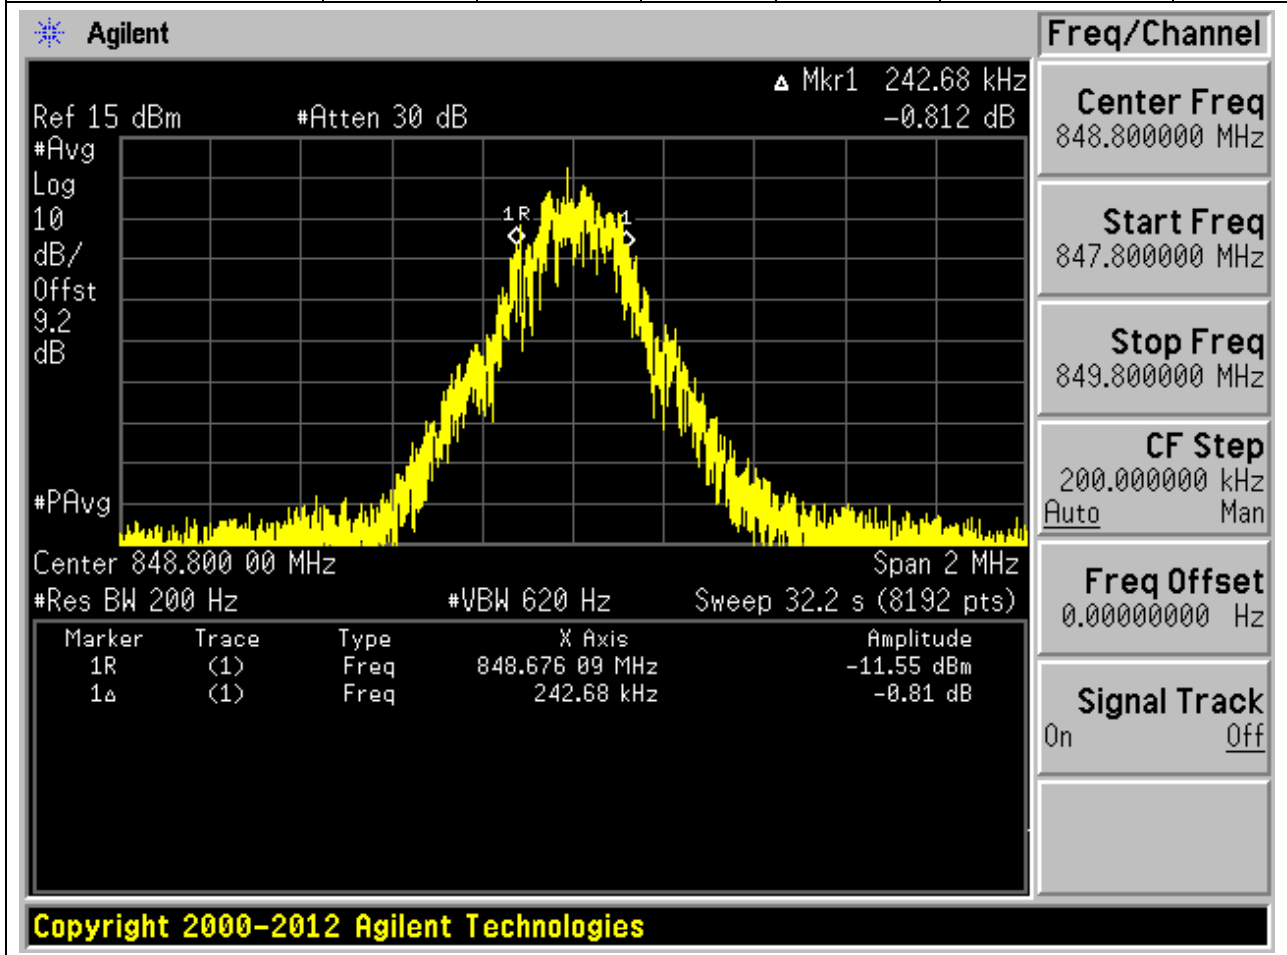 Agilent
Freq/Channel
▵ Mkr1 242.68 kHz
Ref 15 dBm #Atten 30 dB -0.812 dB
#Avg
Log
10
dB/
Offst
9.2
dB
#PAvg
1R
1
Center 848.800 00 MHz Span 2 MHz
#Res BW 200 Hz #VBW 620 Hz Sweep 32.2 s (8192 pts)
Marker Trace Type X Axis Amplitude
1R (1) Freq 848.676 09 MHz -11.55 dBm
1▵ (1) Freq 242.68 kHz -0.81 dB
Center Freq
848.800000 MHz
Start Freq
847.800000 MHz
Stop Freq
849.800000 MHz
CF Step
200.000000 kHz
Auto Man
Freq Offset
0.00000000 Hz
Signal Track
On Off
Copyright 2000-2012 Agilent Technologies